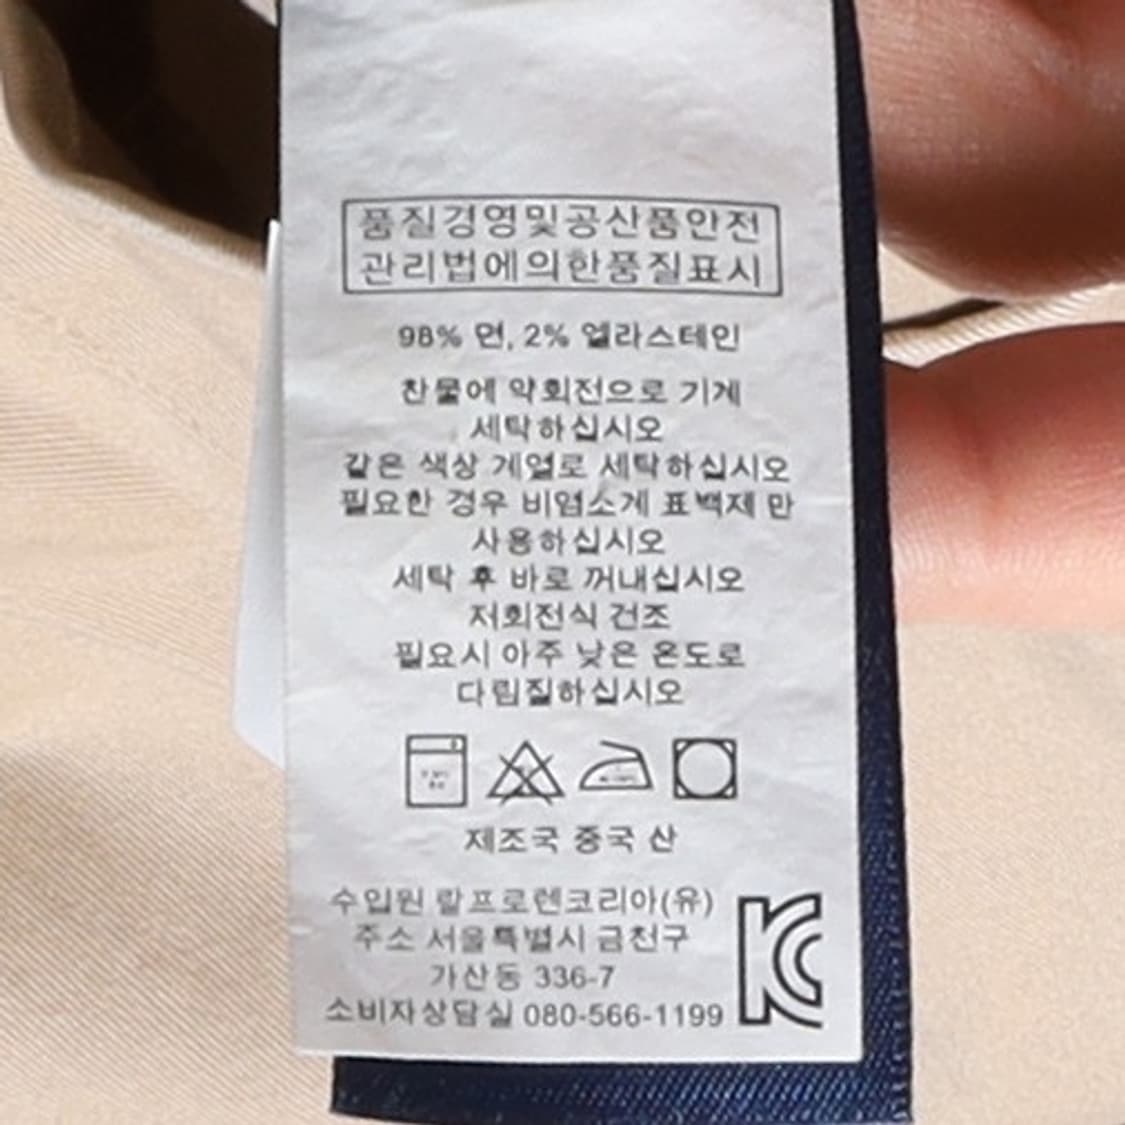 품질경영및공산품안전
관리법에의한품질표시
98% 면, 2% 엘라스테인
찬물에 약회전으로 기계
세탁하십시오
같은 색상 계열로 세탁하십시오
필요한 경우 비염소계 표백제 만
사용하십시오
세탁 후 바로 꺼내십시오
저회전식 건조
필요시 아주 낮은 온도로
다림질하십시오
제조국 중국 산
수입원 랄프로렌코리아(유)
주소 서울특별시 금천구
가산동 336-7
소비자상담실 080-566-1199